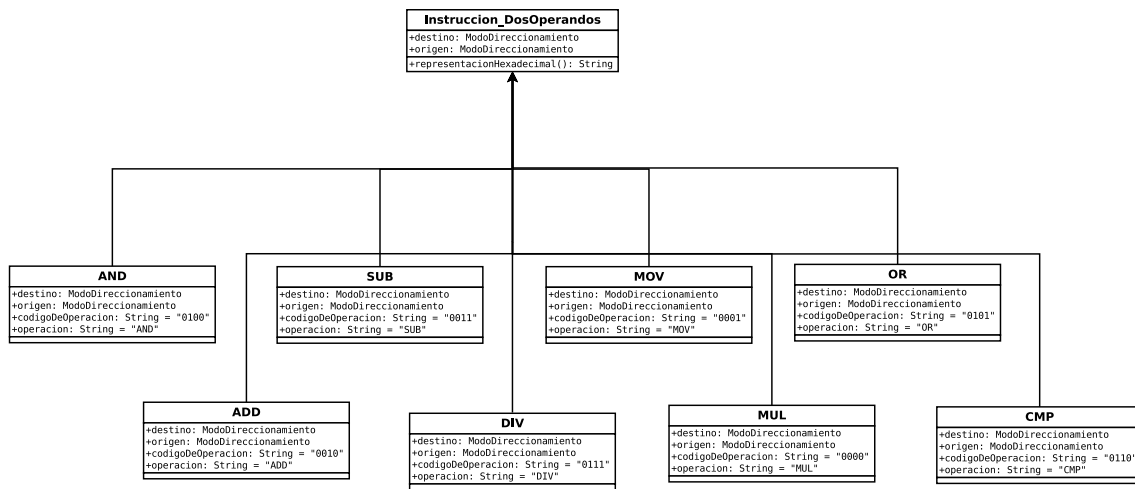 Instruccion_DosOperandos
+destino: ModoDireccionamiento
+origen: ModoDireccionamiento
+representacionHexadecimal(): String
AND
+destino: ModoDireccionamiento
+origen: ModoDireccionamiento
+codigoDeOperacion: String = "0100"
+operacion: String = "AND"
SUB
+destino: ModoDireccionamiento
+origen: ModoDireccionamiento
+codigoDeOperacion: String = "0011"
+operacion: String = "SUB"
MOV
+destino: ModoDireccionamiento
+origen: ModoDireccionamiento
+codigoDeOperacion: String = "0001"
+operacion: String = "MOV"
OR
+destino: ModoDireccionamiento
+origen: ModoDireccionamiento
+codigoDeOperacion: String = "0101"
+operacion: String = "OR"
ADD
+destino: ModoDireccionamiento
+origen: ModoDireccionamiento
+codigoDeOperacion: String = "0010"
+operacion: String = "ADD"
DIV
+destino: ModoDireccionamiento
+origen: ModoDireccionamiento
+codigoDeOperacion: String = "0111"
+operacion: String = "DIV"
MUL
+destino: ModoDireccionamiento
+origen: ModoDireccionamiento
+codigoDeOperacion: String = "0000"
+operacion: String = "MUL"
CMP
+destino: ModoDireccionamiento
+origen: ModoDireccionamiento
+codigoDeOperacion: String = "0110"
+operacion: String = "CMP"